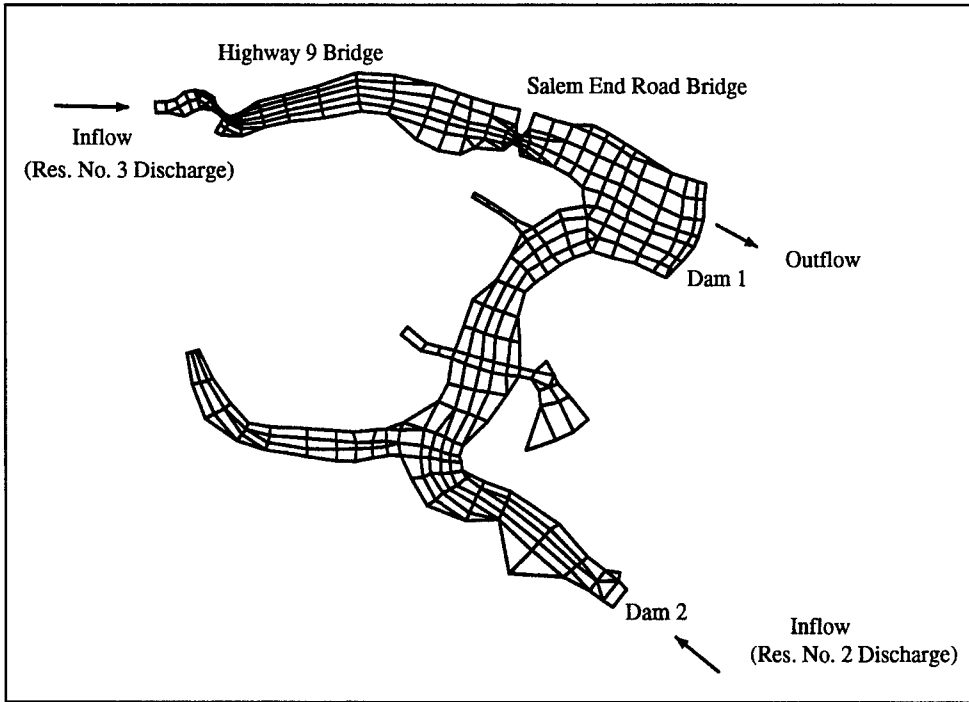 Highway 9 Bridge
Salem End Road Bridge
Inflow
(Res. No. 3 Discharge)
Outflow
Dam 1
Dam 2
Inflow
(Res. No. 2 Discharge)